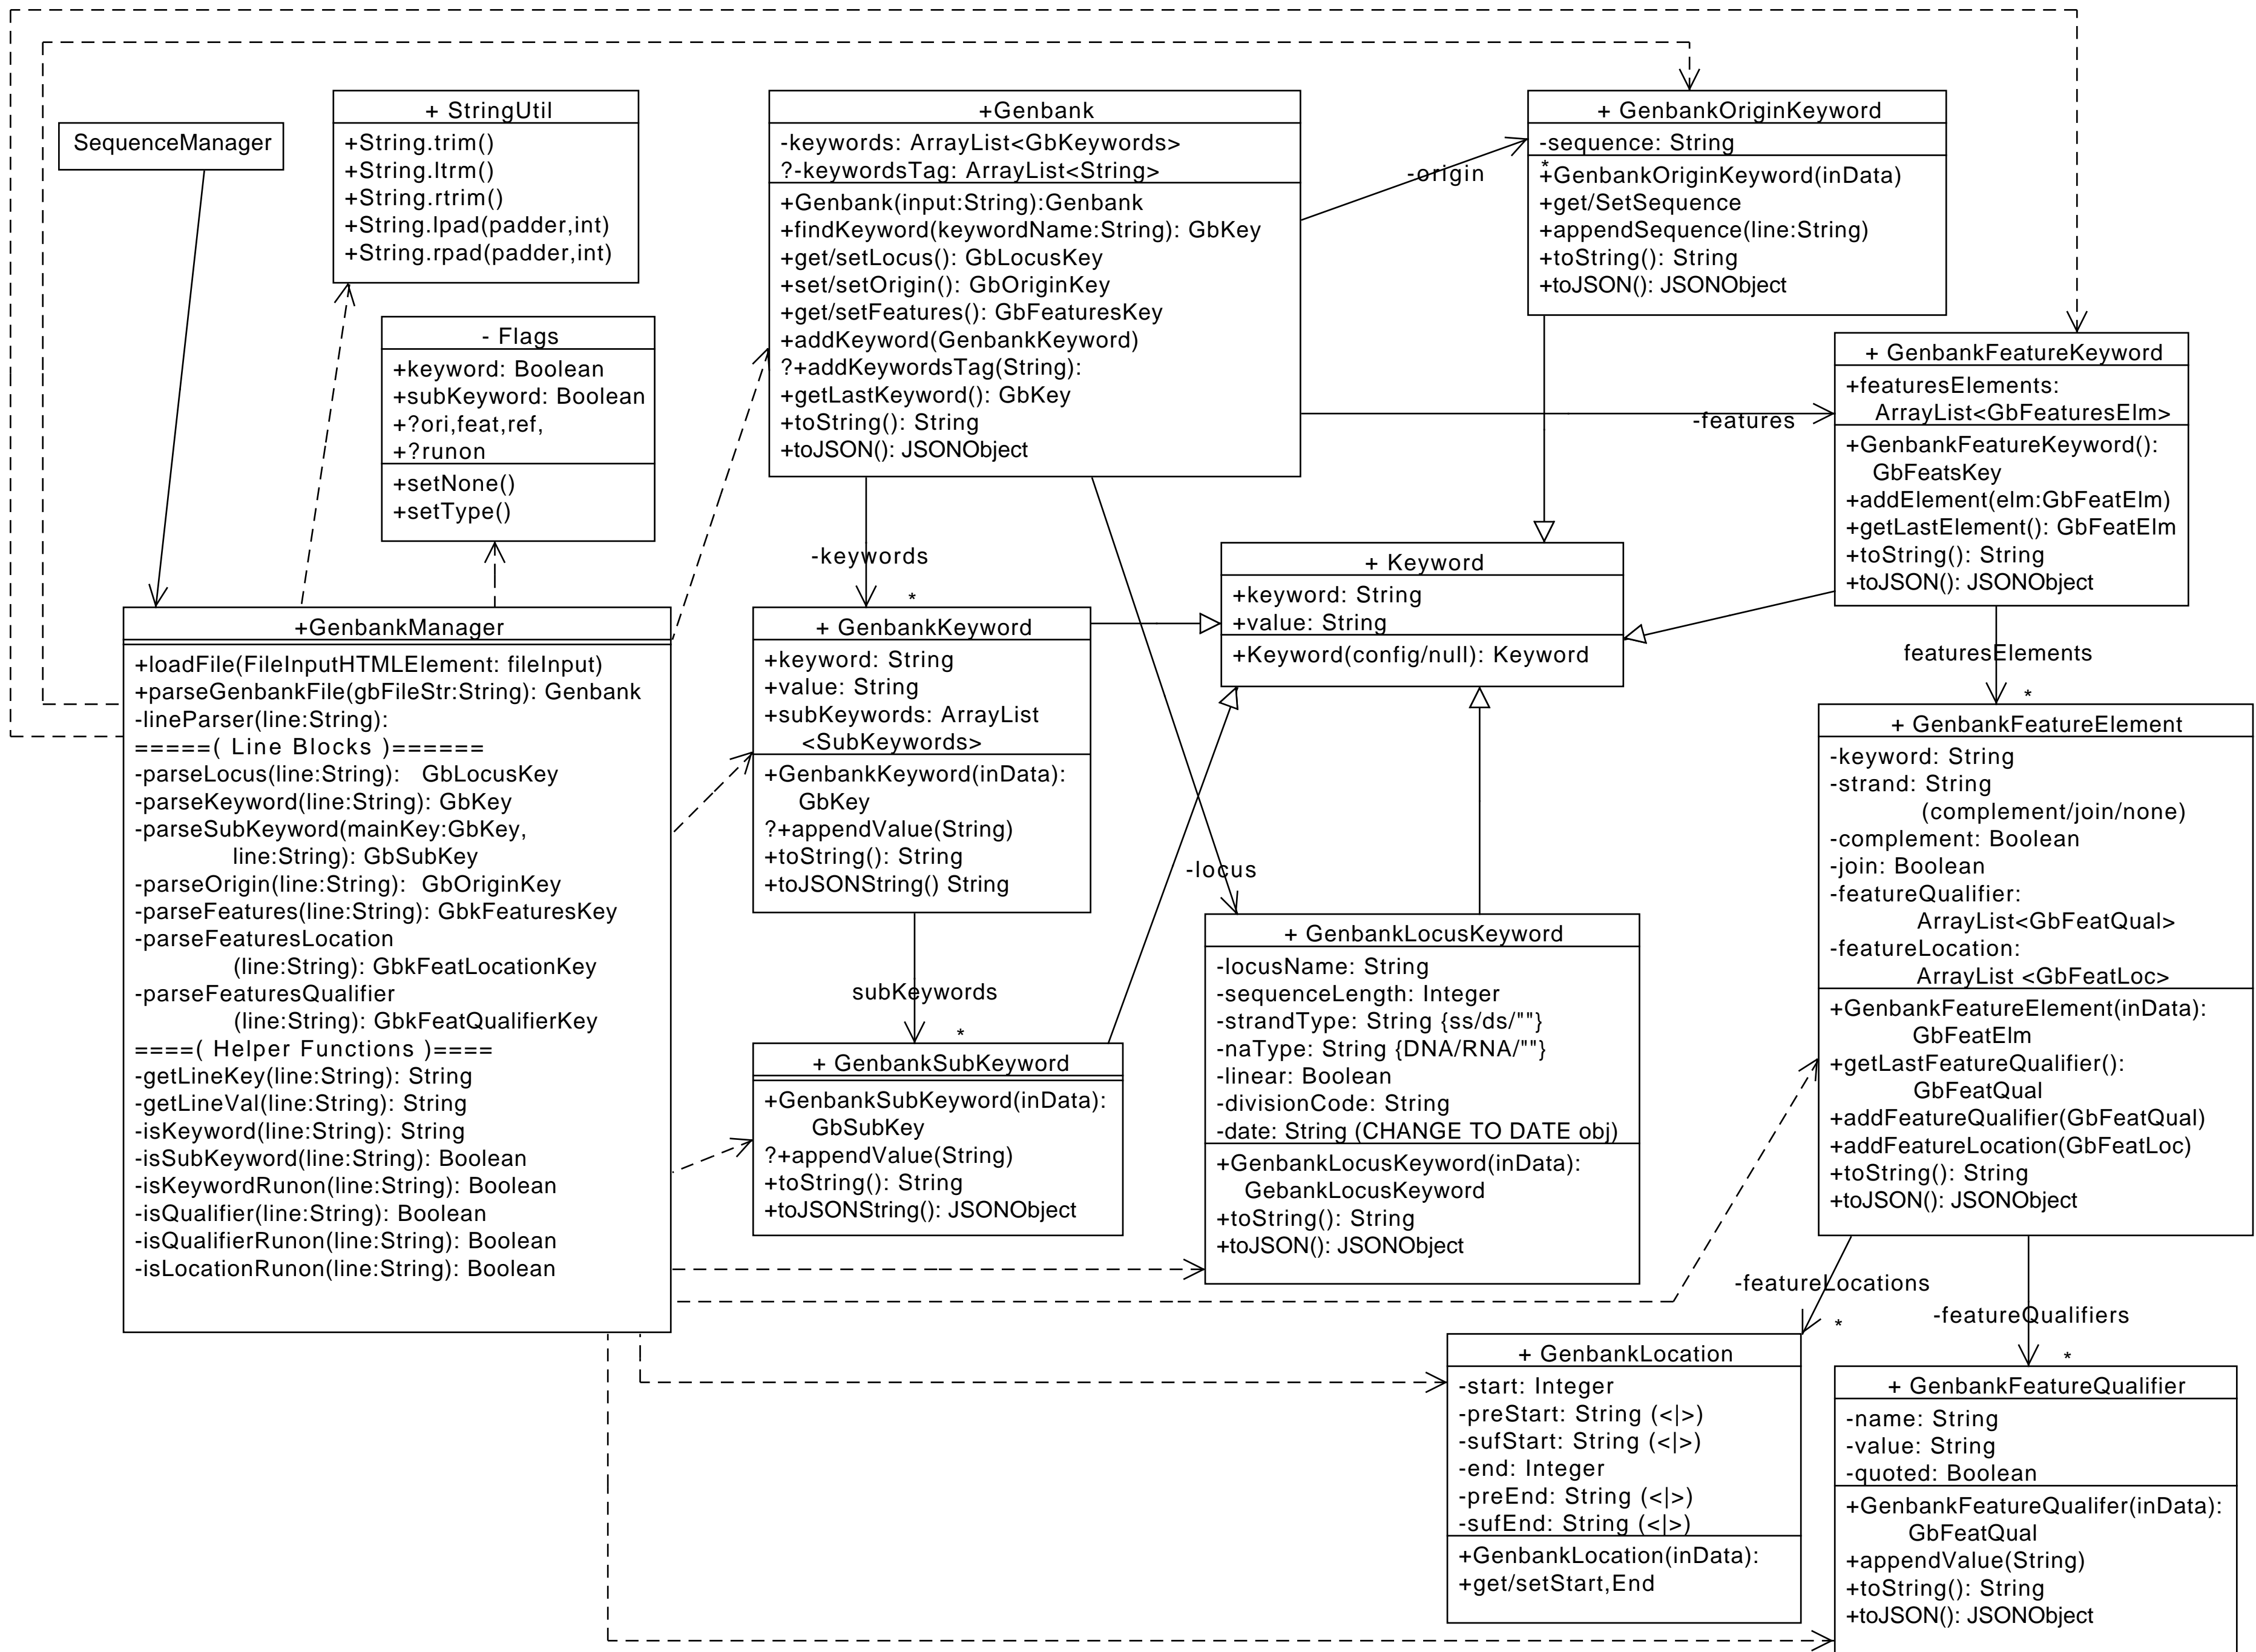 SequenceManager
+ StringUtil
+String.trim()
+String.ltrm()
+String.rtrim()
+String.lpad(padder,int)
+String.rpad(padder,int)
- Flags
+keyword: Boolean
+subKeyword: Boolean
+?ori,feat,ref,
+?runon
+setNone()
+setType()
+Genbank
-keywords: ArrayList<GbKeywords>
?-keywordsTag: ArrayList<String>
+Genbank(input:String):Genbank
+findKeyword(keywordName:String): GbKey
+get/setLocus(): GbLocusKey
+set/setOrigin(): GbOriginKey
+get/setFeatures(): GbFeaturesKey
+addKeyword(GenbankKeyword)
?+addKeywordsTag(String):
+getLastKeyword(): GbKey
+toString(): String
+toJSON(): JSONObject
-origin
+ GenbankOriginKeyword
-sequence: String
*
+GenbankOriginKeyword(inData)
+get/SetSequence
+appendSequence(line:String)
+toString(): String
+toJSON(): JSONObject
-features
+ GenbankFeatureKeyword
+featuresElements:
ArrayList<GbFeaturesElm>
+GenbankFeatureKeyword():
GbFeatsKey
+addElement(elm:GbFeatElm)
+getLastElement(): GbFeatElm
+toString(): String
+toJSON(): JSONObject
-keywords
*
+ Keyword
+keyword: String
+value: String
+Keyword(config/null): Keyword
+GenbankManager
+loadFile(FileInputHTMLElement: fileInput)
+parseGenbankFile(gbFileStr:String): Genbank
-lineParser(line:String):
=====( Line Blocks )======
-parseLocus(line:String): GbLocusKey
-parseKeyword(line:String): GbKey
-parseSubKeyword(mainKey:GbKey,
line:String): GbSubKey
-parseOrigin(line:String): GbOriginKey
-parseFeatures(line:String): GbkFeaturesKey
-parseFeaturesLocation
(line:String): GbkFeatLocationKey
-parseFeaturesQualifier
(line:String): GbkFeatQualifierKey
====( Helper Functions )====
-getLineKey(line:String): String
-getLineVal(line:String): String
-isKeyword(line:String): String
-isSubKeyword(line:String): Boolean
-isKeywordRunon(line:String): Boolean
-isQualifier(line:String): Boolean
-isQualifierRunon(line:String): Boolean
-isLocationRunon(line:String): Boolean
+ GenbankKeyword
+keyword: String
+value: String
+subKeywords: ArrayList
<SubKeywords>
+GenbankKeyword(inData):
GbKey
?+appendValue(String)
+toString(): String
+toJSONString() String
subKeywords
*
+ GenbankSubKeyword
+GenbankSubKeyword(inData):
GbSubKey
?+appendValue(String)
+toString(): String
+toJSONString(): JSONObject
-locus
+ GenbankLocusKeyword
-locusName: String
-sequenceLength: Integer
-strandType: String {ss/ds/""}
-naType: String {DNA/RNA/""}
-linear: Boolean
-divisionCode: String
-date: String (CHANGE TO DATE obj)
+GenbankLocusKeyword(inData):
GebankLocusKeyword
+toString(): String
+toJSON(): JSONObject
featuresElements
*
+ GenbankFeatureElement
-keyword: String
-strand: String
(complement/join/none)
-complement: Boolean
-join: Boolean
-featureQualifier:
ArrayList<GbFeatQual>
-featureLocation:
ArrayList <GbFeatLoc>
+GenbankFeatureElement(inData):
GbFeatElm
+getLastFeatureQualifier():
GbFeatQual
+addFeatureQualifier(GbFeatQual)
+addFeatureLocation(GbFeatLoc)
+toString(): String
+toJSON(): JSONObject
-featureLocations
*
-featureQualifiers
*
+ GenbankLocation
-start: Integer
-preStart: String (<|>)
-sufStart: String (<|>)
-end: Integer
-preEnd: String (<|>)
-sufEnd: String (<|>)
+GenbankLocation(inData):
+get/setStart,End
+ GenbankFeatureQualifier
-name: String
-value: String
-quoted: Boolean
+GenbankFeatureQualifer(inData):
GbFeatQual
+appendValue(String)
+toString(): String
+toJSON(): JSONObject